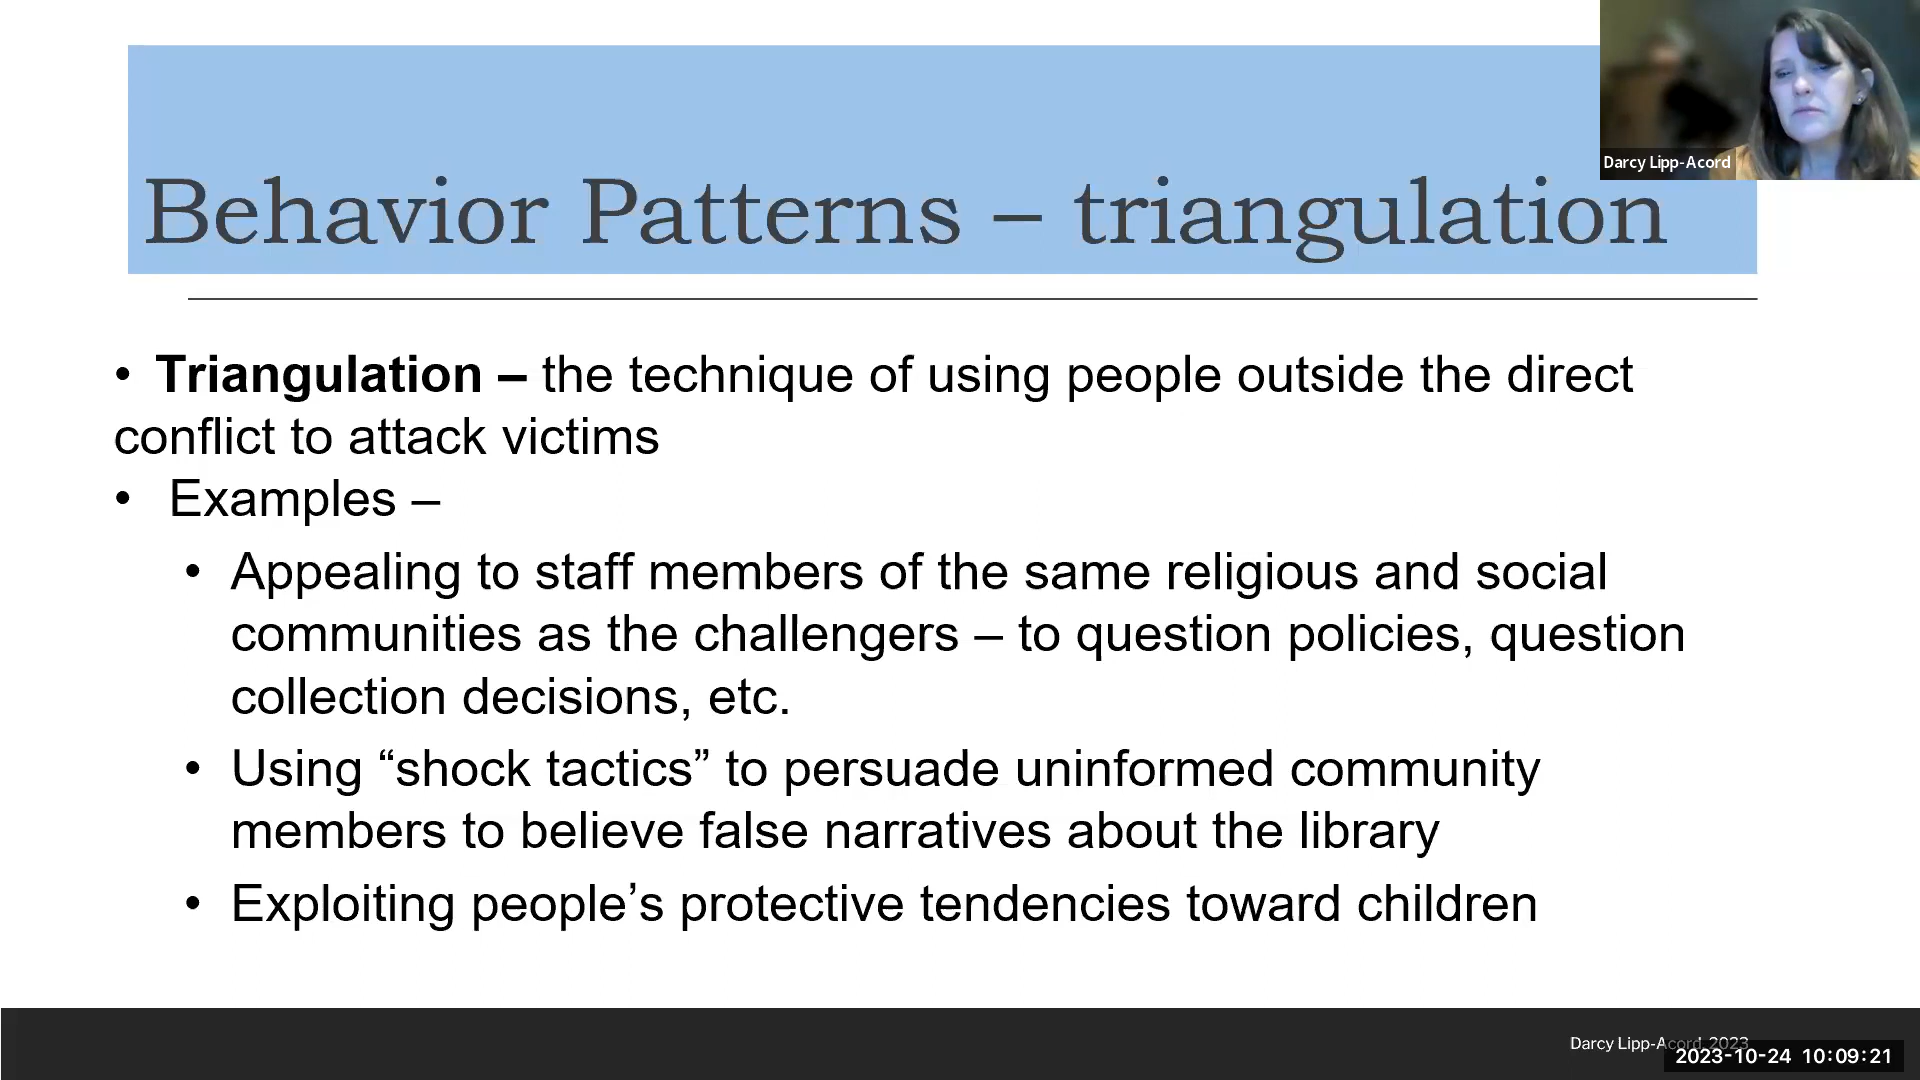 Darcy Lipp-Acord
Behavior Patterns – triangulation
• Triangulation – the technique of using people outside the direct
conflict to attack victims
• Examples –
• Appealing to staff members of the same religious and social
communities as the challengers – to question policies, question
collection decisions, etc.
• Using “shock tactics” to persuade uninformed community
members to believe false narratives about the library
• Exploiting people’s protective tendencies toward children
Darcy Lipp-Acord, 2023
2023-10-24 10:09:21